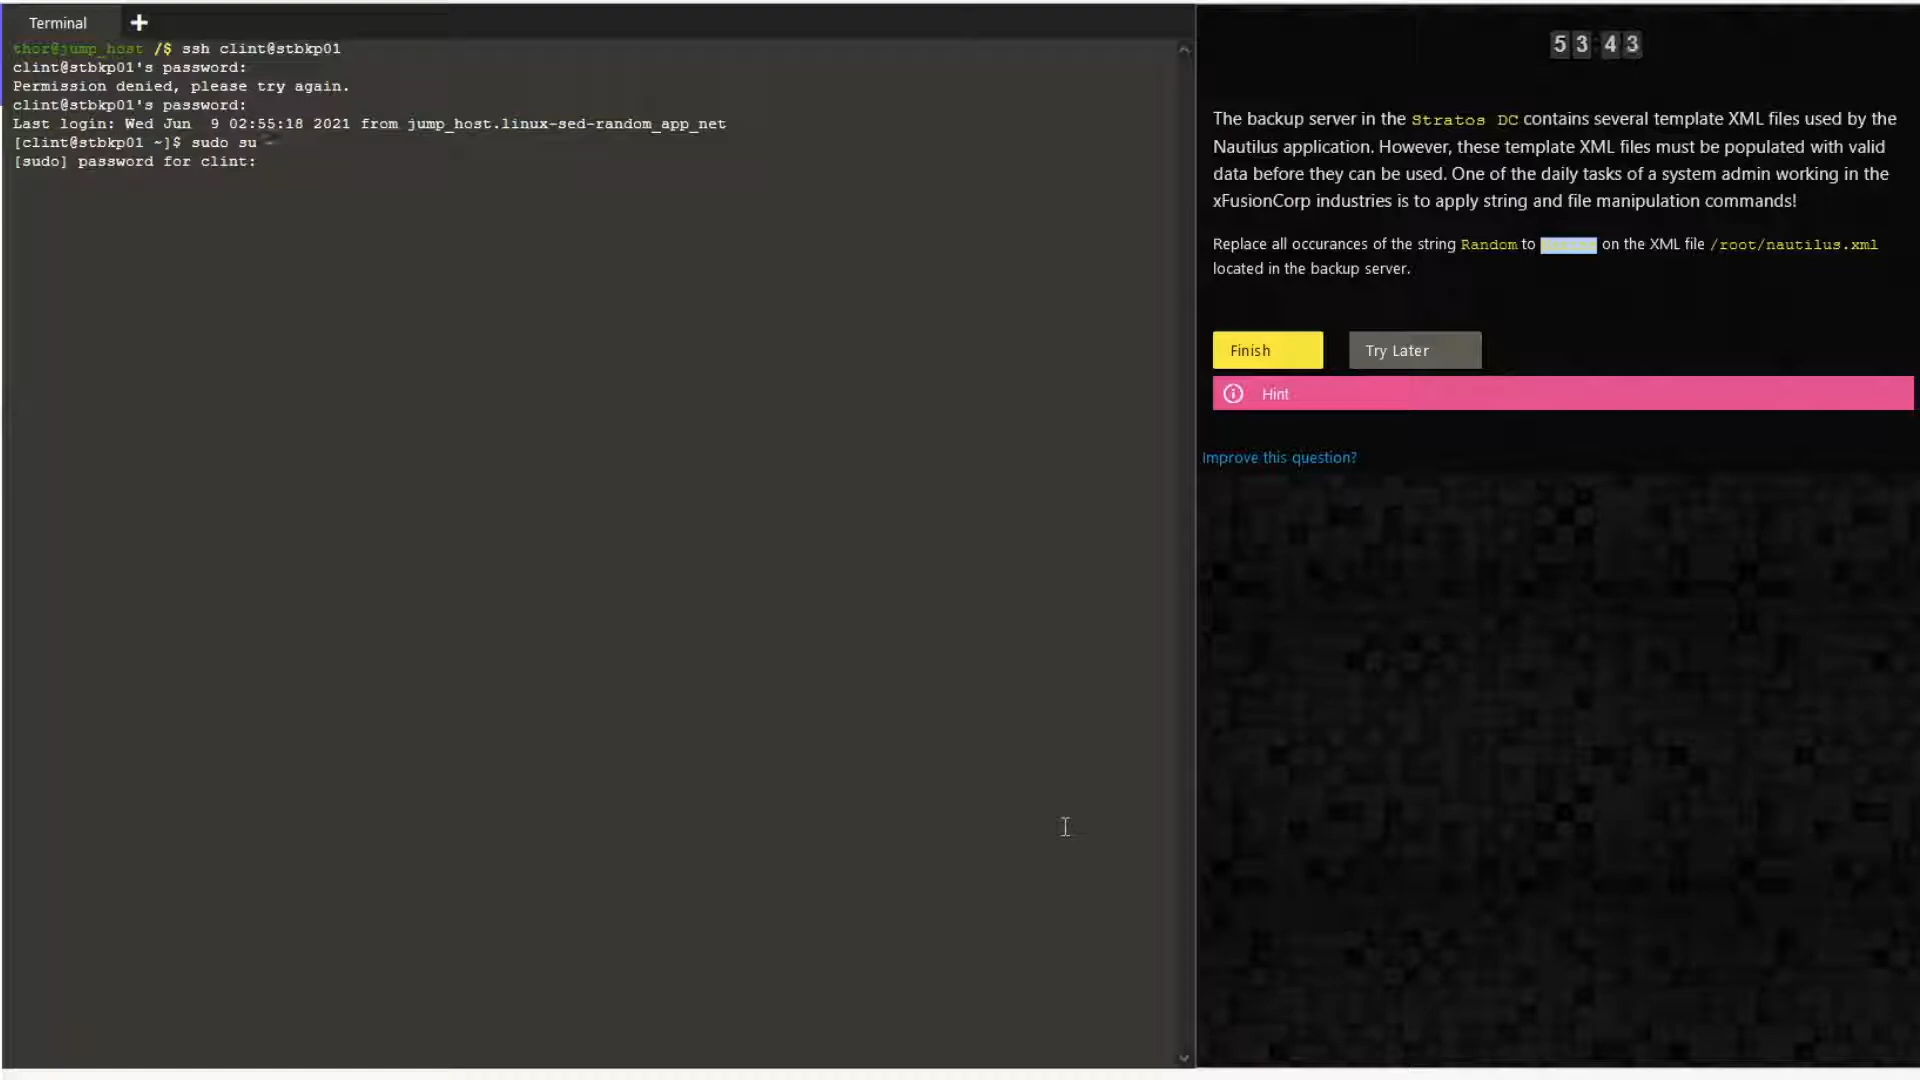 Terminal
thor@jump_host /$ ssh clint@stbkp01
clint@stbkp01's password:
Permission denied, please try again.
clint@stbkp01's password:
Last login: Wed Jun  9 02:55:18 2021 from jump_host.linux-sed-random_app_net
[clint@stbkp01 ~]$ sudo su -
[sudo] password for clint:
53 43
The backup server in the Stratos DC contains several template XML files used by the
Nautilus application. However, these template XML files must be populated with valid
data before they can be used. One of the daily tasks of a system admin working in the
xFusionCorp industries is to apply string and file manipulation commands!
Replace all occurances of the string Random to on the XML file /root/nautilus.xml
located in the backup server.
Finish
Try Later
Hint
Improve this question?